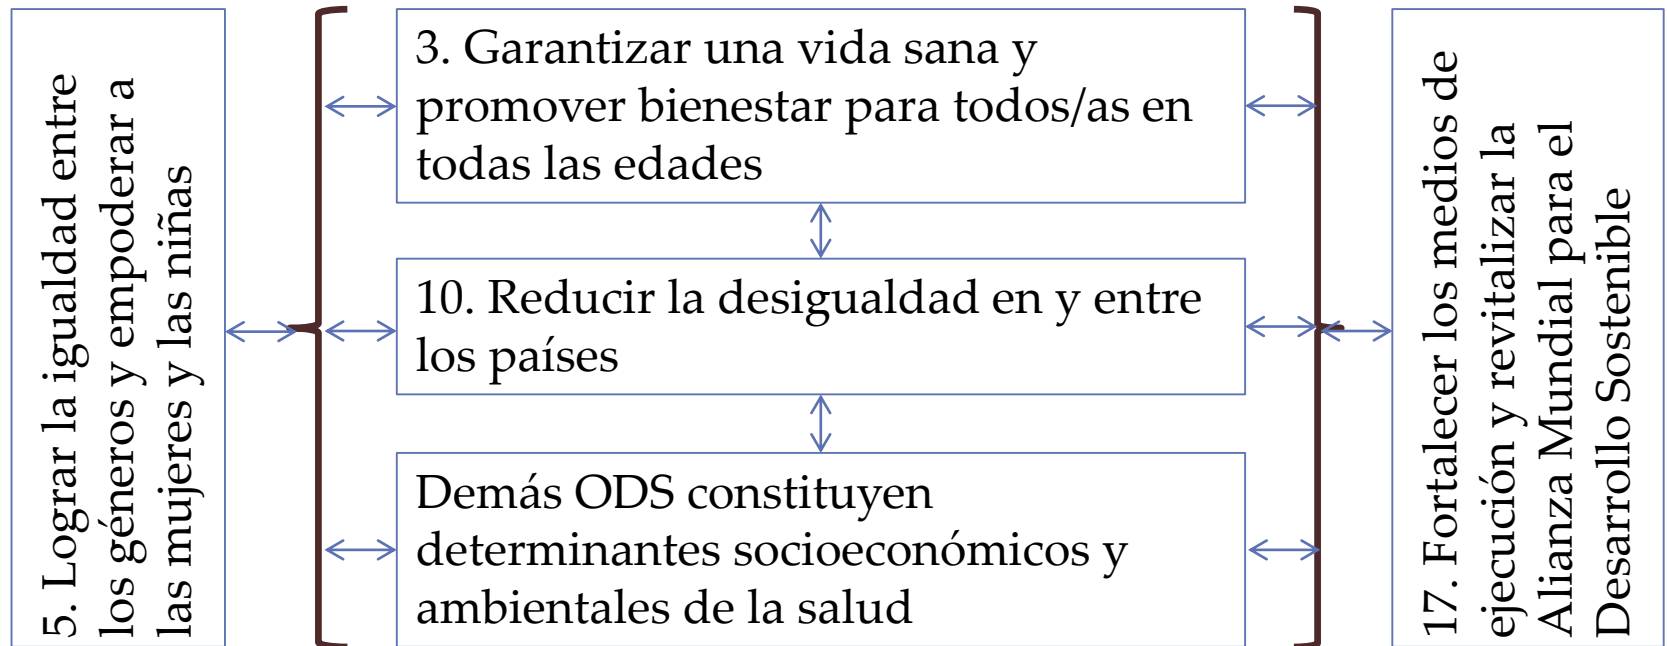 5. Lograr la igualdad entre
los géneros y empoderar a
las mujeres y las niñas
3. Garantizar una vida sana y
promover bienestar para todos/as en
todas las edades
10. Reducir la desigualdad en y entre
los países
Demás ODS constituyen
determinantes socioeconómicos y
ambientales de la salud
17. Fortalecer los medios de
ejecución y revitalizar la
Alianza Mundial para el
Desarrollo Sostenible